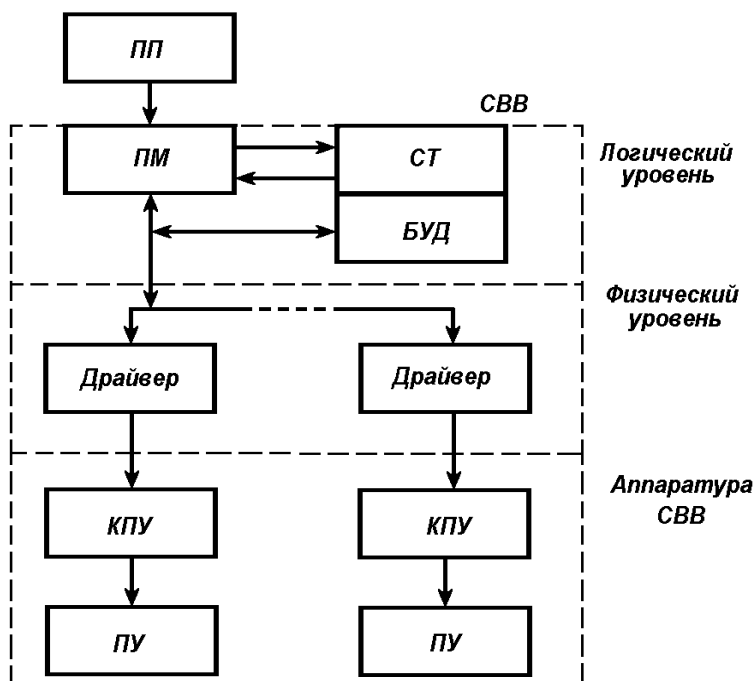 ПП
СВВ
ПМ
СТ
Логический
уровень
БУД
Физический
уровень
Драйвер
Драйвер
Аппаратура
СВВ
КПУ
КПУ
ПУ
ПУ